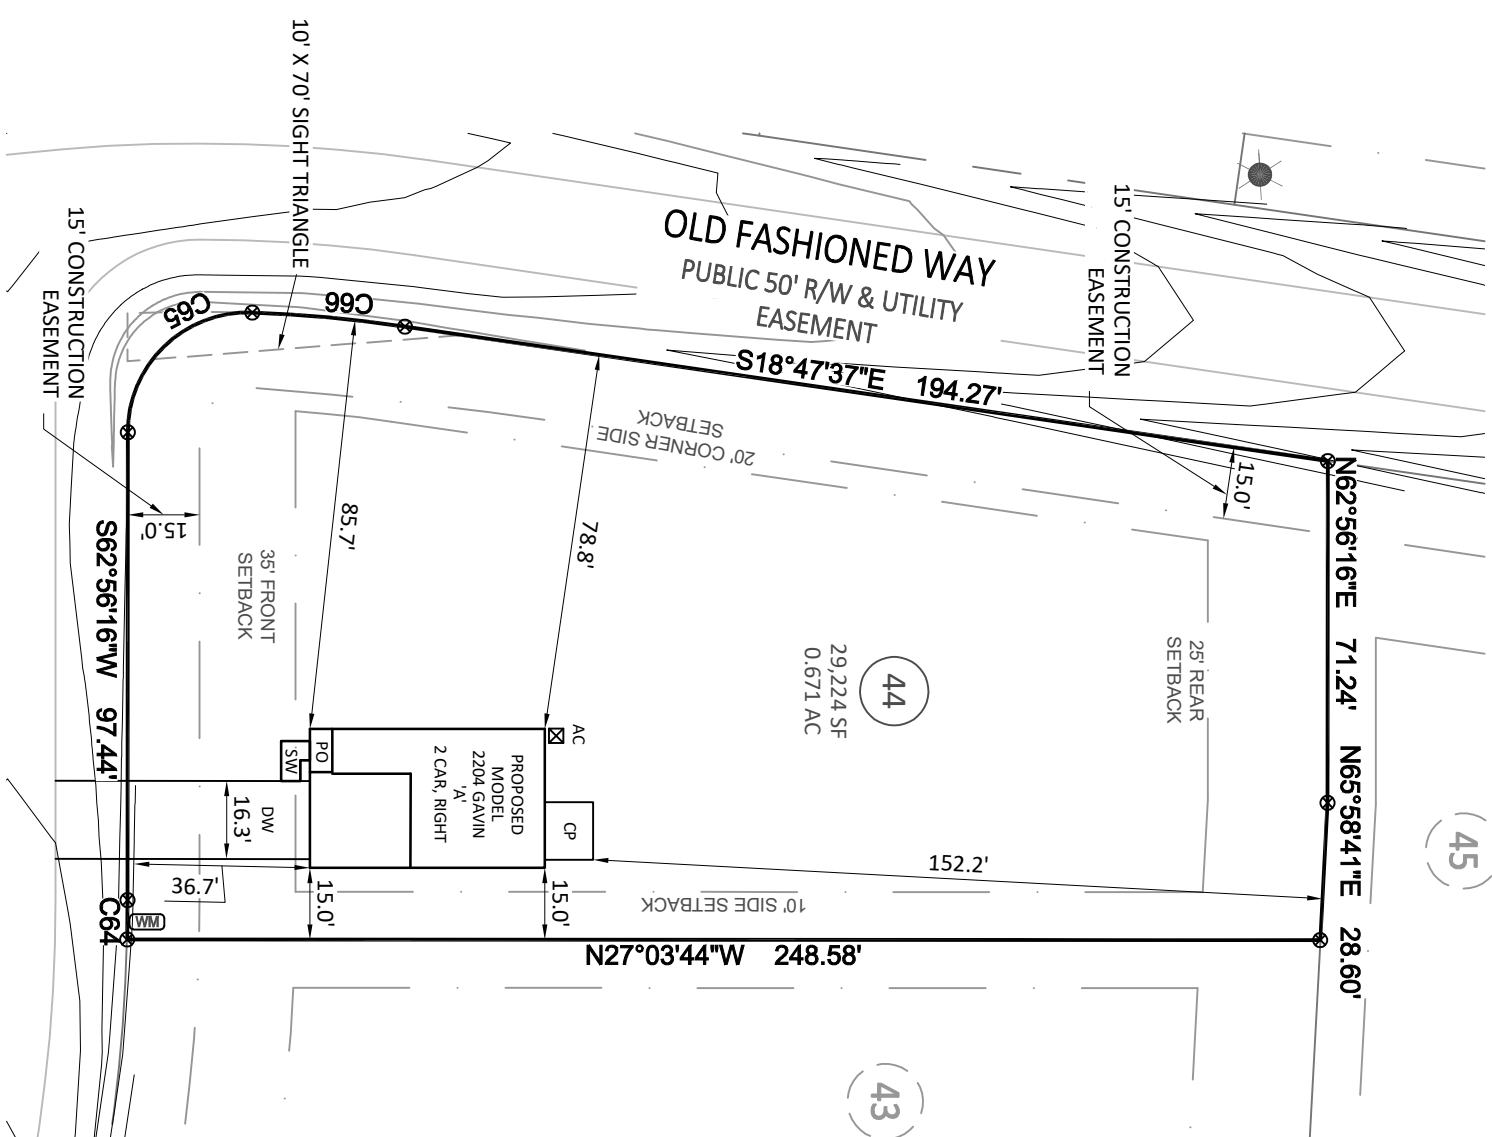 10' X 70' SIGHT TRIANGLE
15' CONSTRUCTION
EASEMENT
OLD FASHIONED WAY
PUBLIC 50' R/W & UTILITY
EASEMENT
15' CONSTRUCTION
EASEMENT
C65
C66
S18°47'37"E 194.27'
20' CORNER SIDE
SETBACK
15.0'
N62°56'16"E 71.24'
N65°58'41"E 28.60'
15.0'
85.7'
78.8'
S62°56'16"W 97.44'
35' FRONT
SETBACK
25' REAR
SETBACK
44
29,224 SF
0.671 AC
AC
PO
SW
PROPOSED
MODEL
2204 GAVIN
'A'
2 CAR, RIGHT
CP
DW
16.3'
36.7'
15.0'
15.0'
152.2'
10' SIDE SETBACK
C64
WM
N27°03'44"W 248.58'
45
43